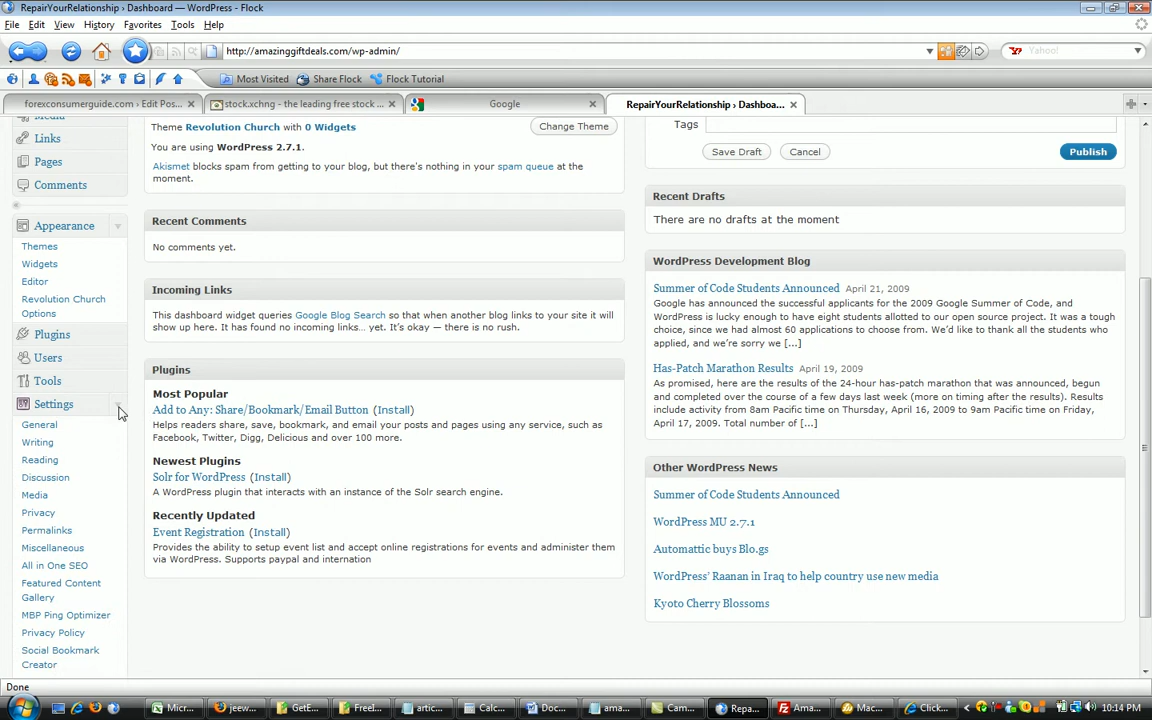 RepairYourRelationship › Dashboard — WordPress - Flock
File Edit View History Favorites Tools Help
http://amazinggiftdeals.com/wp-admin/
Yahoo!
Most Visited Share Flock Flock Tutorial
forexconsumerguide.com › Edit Pos...
stock.xchng - the leading free stock ...
Google
RepairYourRelationship › Dashboa...
Media
Links
Pages
Comments
Appearance
Themes
Widgets
Editor
Revolution Church
Options
Plugins
Users
Tools
Settings
General
Writing
Reading
Discussion
Media
Privacy
Permalinks
Miscellaneous
All in One SEO
Featured Content
Gallery
MBP Ping Optimizer
Privacy Policy
Social Bookmark
Creator
Theme Revolution Church with 0 Widgets
Change Theme
You are using WordPress 2.7.1.
Akismet blocks spam from getting to your blog, but there's nothing in your spam queue at the
moment.
Recent Comments
No comments yet.
Incoming Links
This dashboard widget queries Google Blog Search so that when another blog links to your site it will
show up here. It has found no incoming links... yet. It's okay — there is no rush.
Plugins
Most Popular
Add to Any: Share/Bookmark/Email Button (Install)
Helps readers share, save, bookmark, and email your posts and pages using any service, such as
Facebook, Twitter, Digg, Delicious and over 100 more.
Newest Plugins
Solr for WordPress (Install)
A WordPress plugin that interacts with an instance of the Solr search engine.
Recently Updated
Event Registration (Install)
Provides the ability to setup event list and accept online registrations for events and administer them
via WordPress. Supports paypal and internation
Tags
Save Draft Cancel Publish
Recent Drafts
There are no drafts at the moment
WordPress Development Blog
Summer of Code Students Announced April 21, 2009
Google has announced the successful applicants for the 2009 Google Summer of Code, and
WordPress is lucky enough to have eight students allotted to our open source project. It was a tough
choice, since we had almost 60 applications to choose from. We'd like to thank all the students who
applied, and we're sorry we [...]
Has-Patch Marathon Results April 19, 2009
As promised, here are the results of the 24-hour has-patch marathon that was announced, begun
and completed over the course of a few days last week (more on timing after the results). Results
include activity from 8am Pacific time on Thursday, April 16, 2009 to 9am Pacific time on Friday,
April 17, 2009. Total number of [...]
Other WordPress News
Summer of Code Students Announced
WordPress MU 2.7.1
Automattic buys Blo.gs
WordPress' Raanan in Iraq to help country use new media
Kyoto Cherry Blossoms
Done
Micr... jeew... GetE... FreeI... artic... Calc... Doc... ama... Cam... Repa... Ama... Mac... Click... 10:14 PM